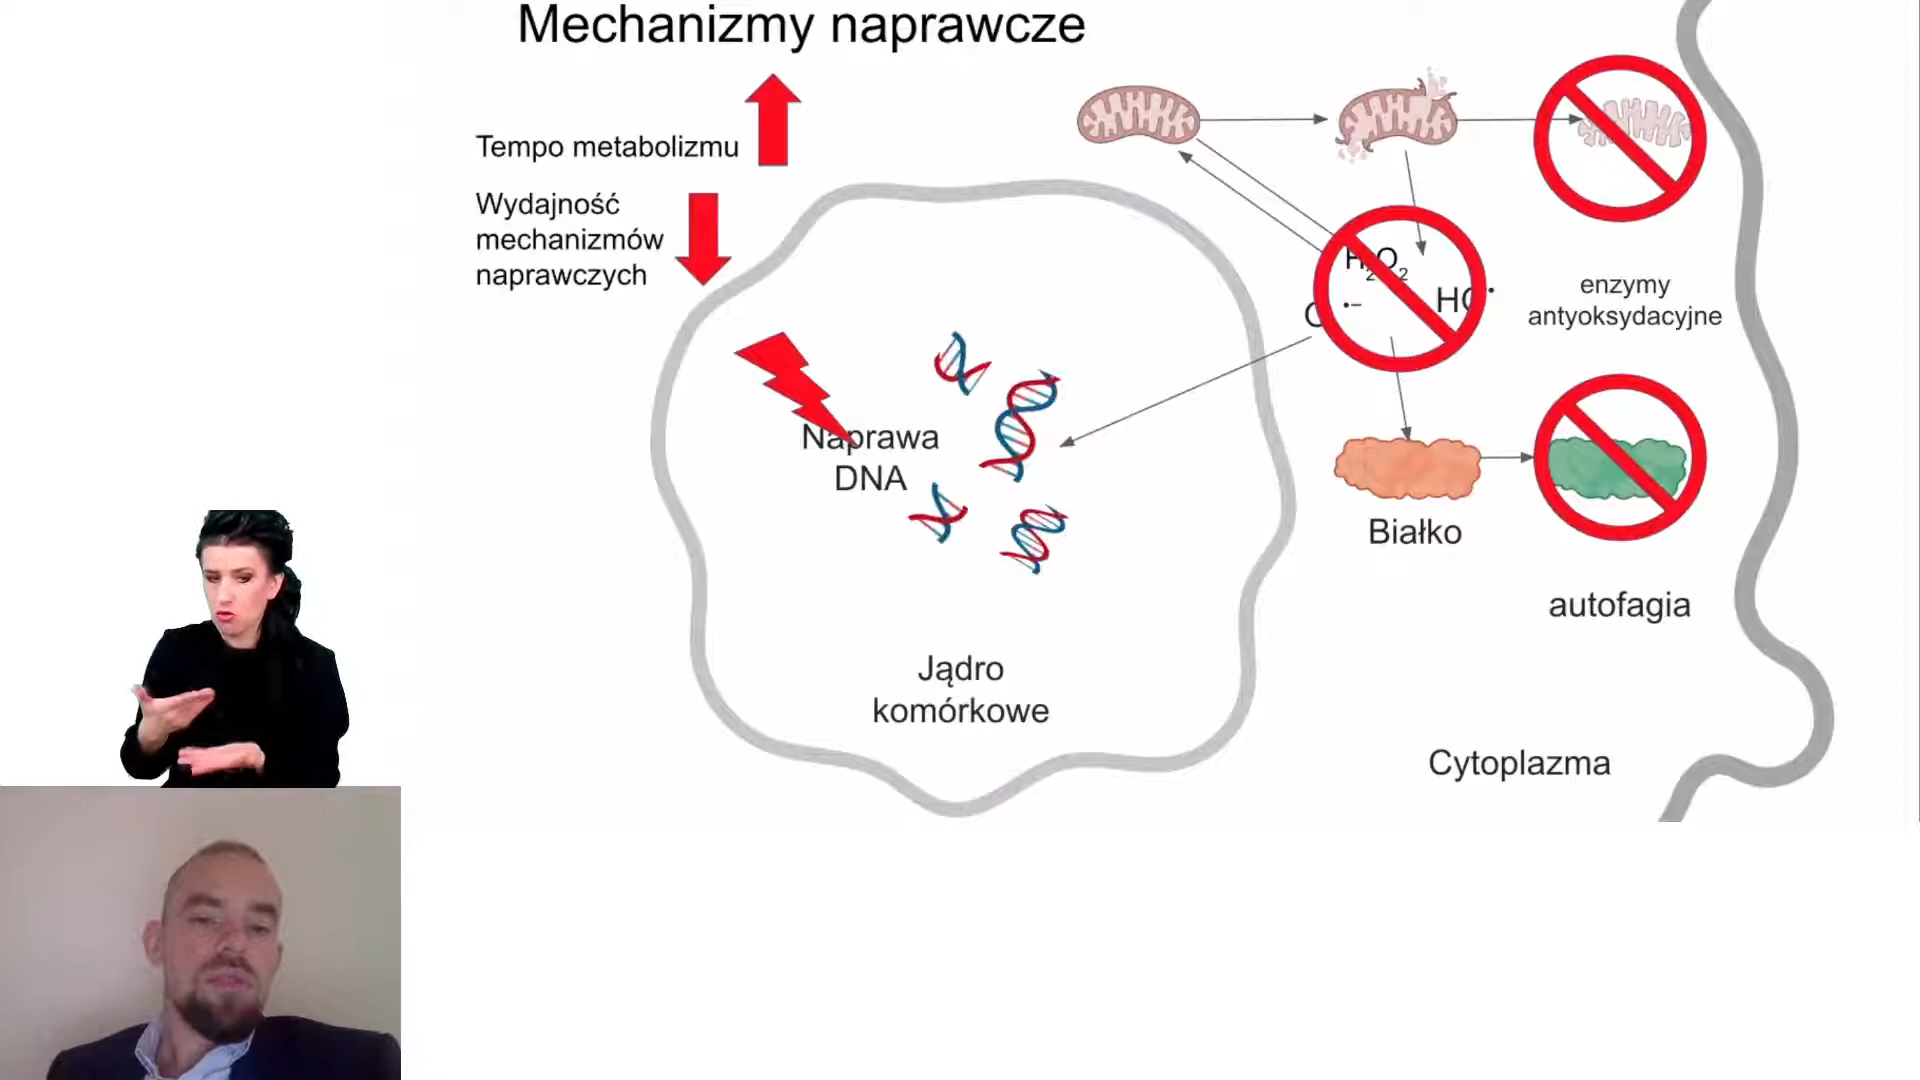 Mechanizmy naprawcze
Tempo metabolizmu
Wydajność
mechanizmów
naprawczych
H2O2
HO•
•−
enzymy
antyoksydacyjne
Naprawa
DNA
Białko
autofagia
Jądro
komórkowe
Cytoplazma